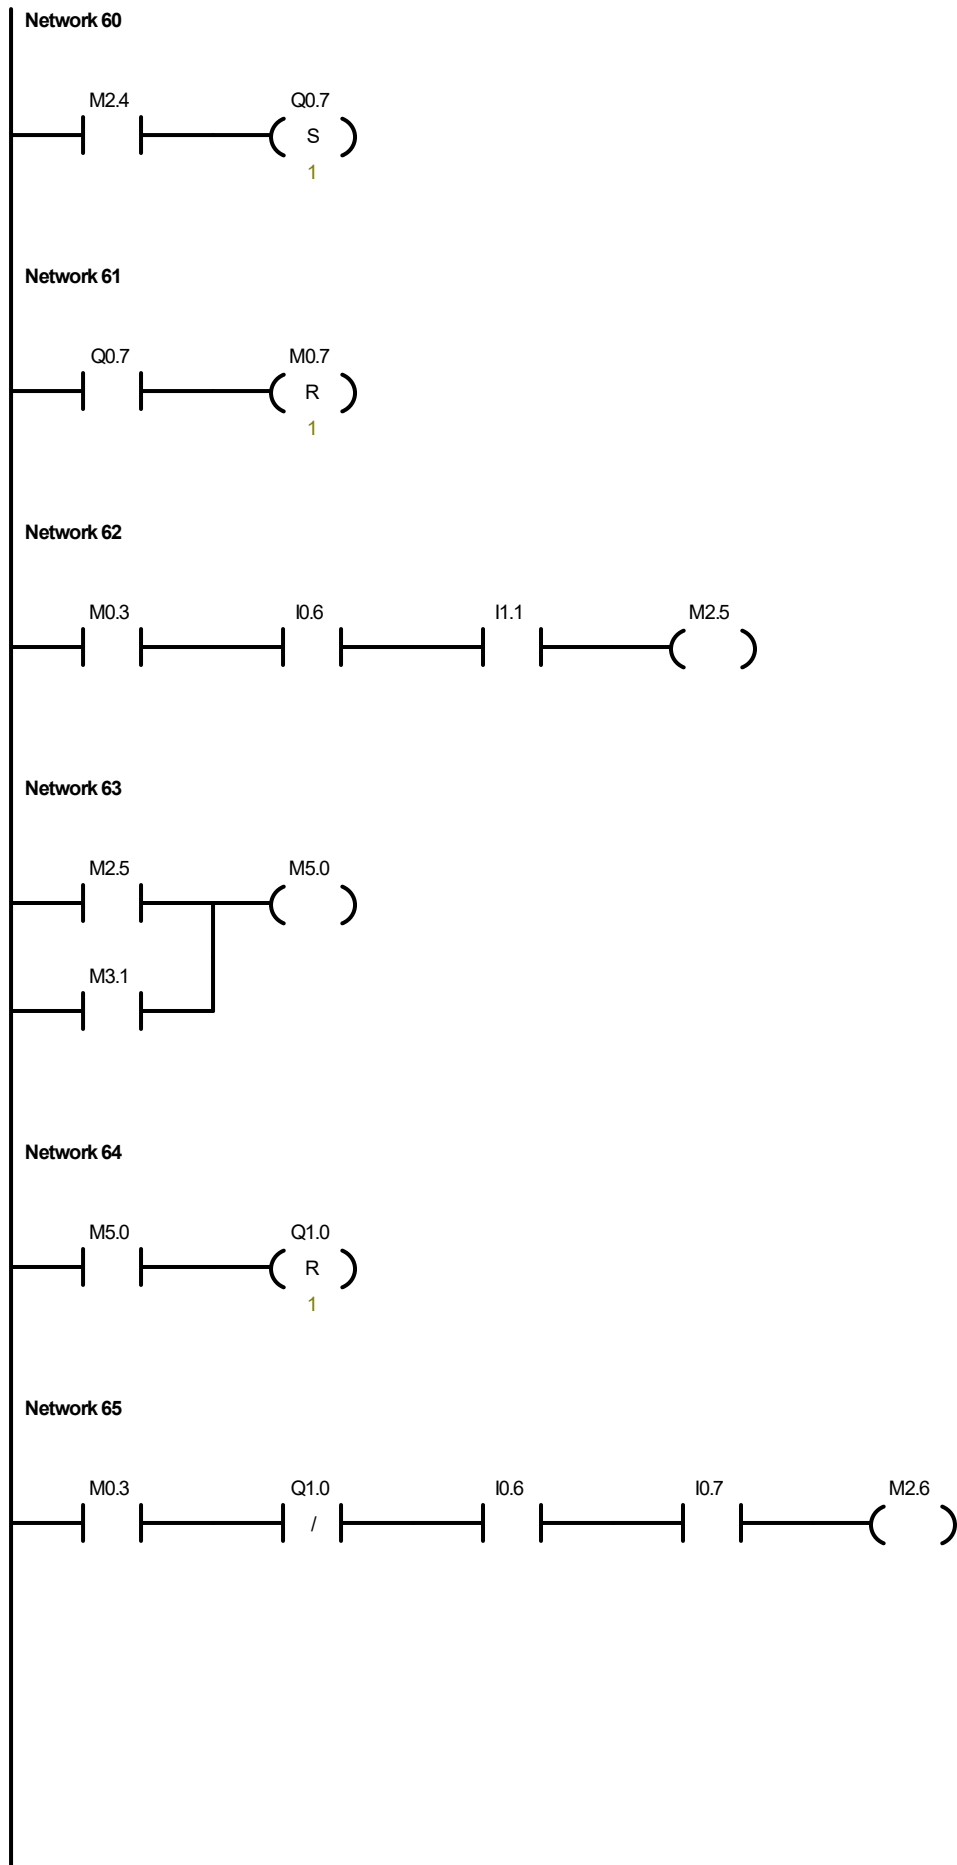 Network 60
M2.4 Q0.7
S
1
Network 61
Q0.7 M0.7
R
1
Network 62
M0.3 I0.6 I1.1 M2.5
Network 63
M2.5 M5.0
M3.1
Network 64
M5.0 Q1.0
R
1
Network 65
M0.3 Q1.0 I0.6 I0.7 M2.6
/